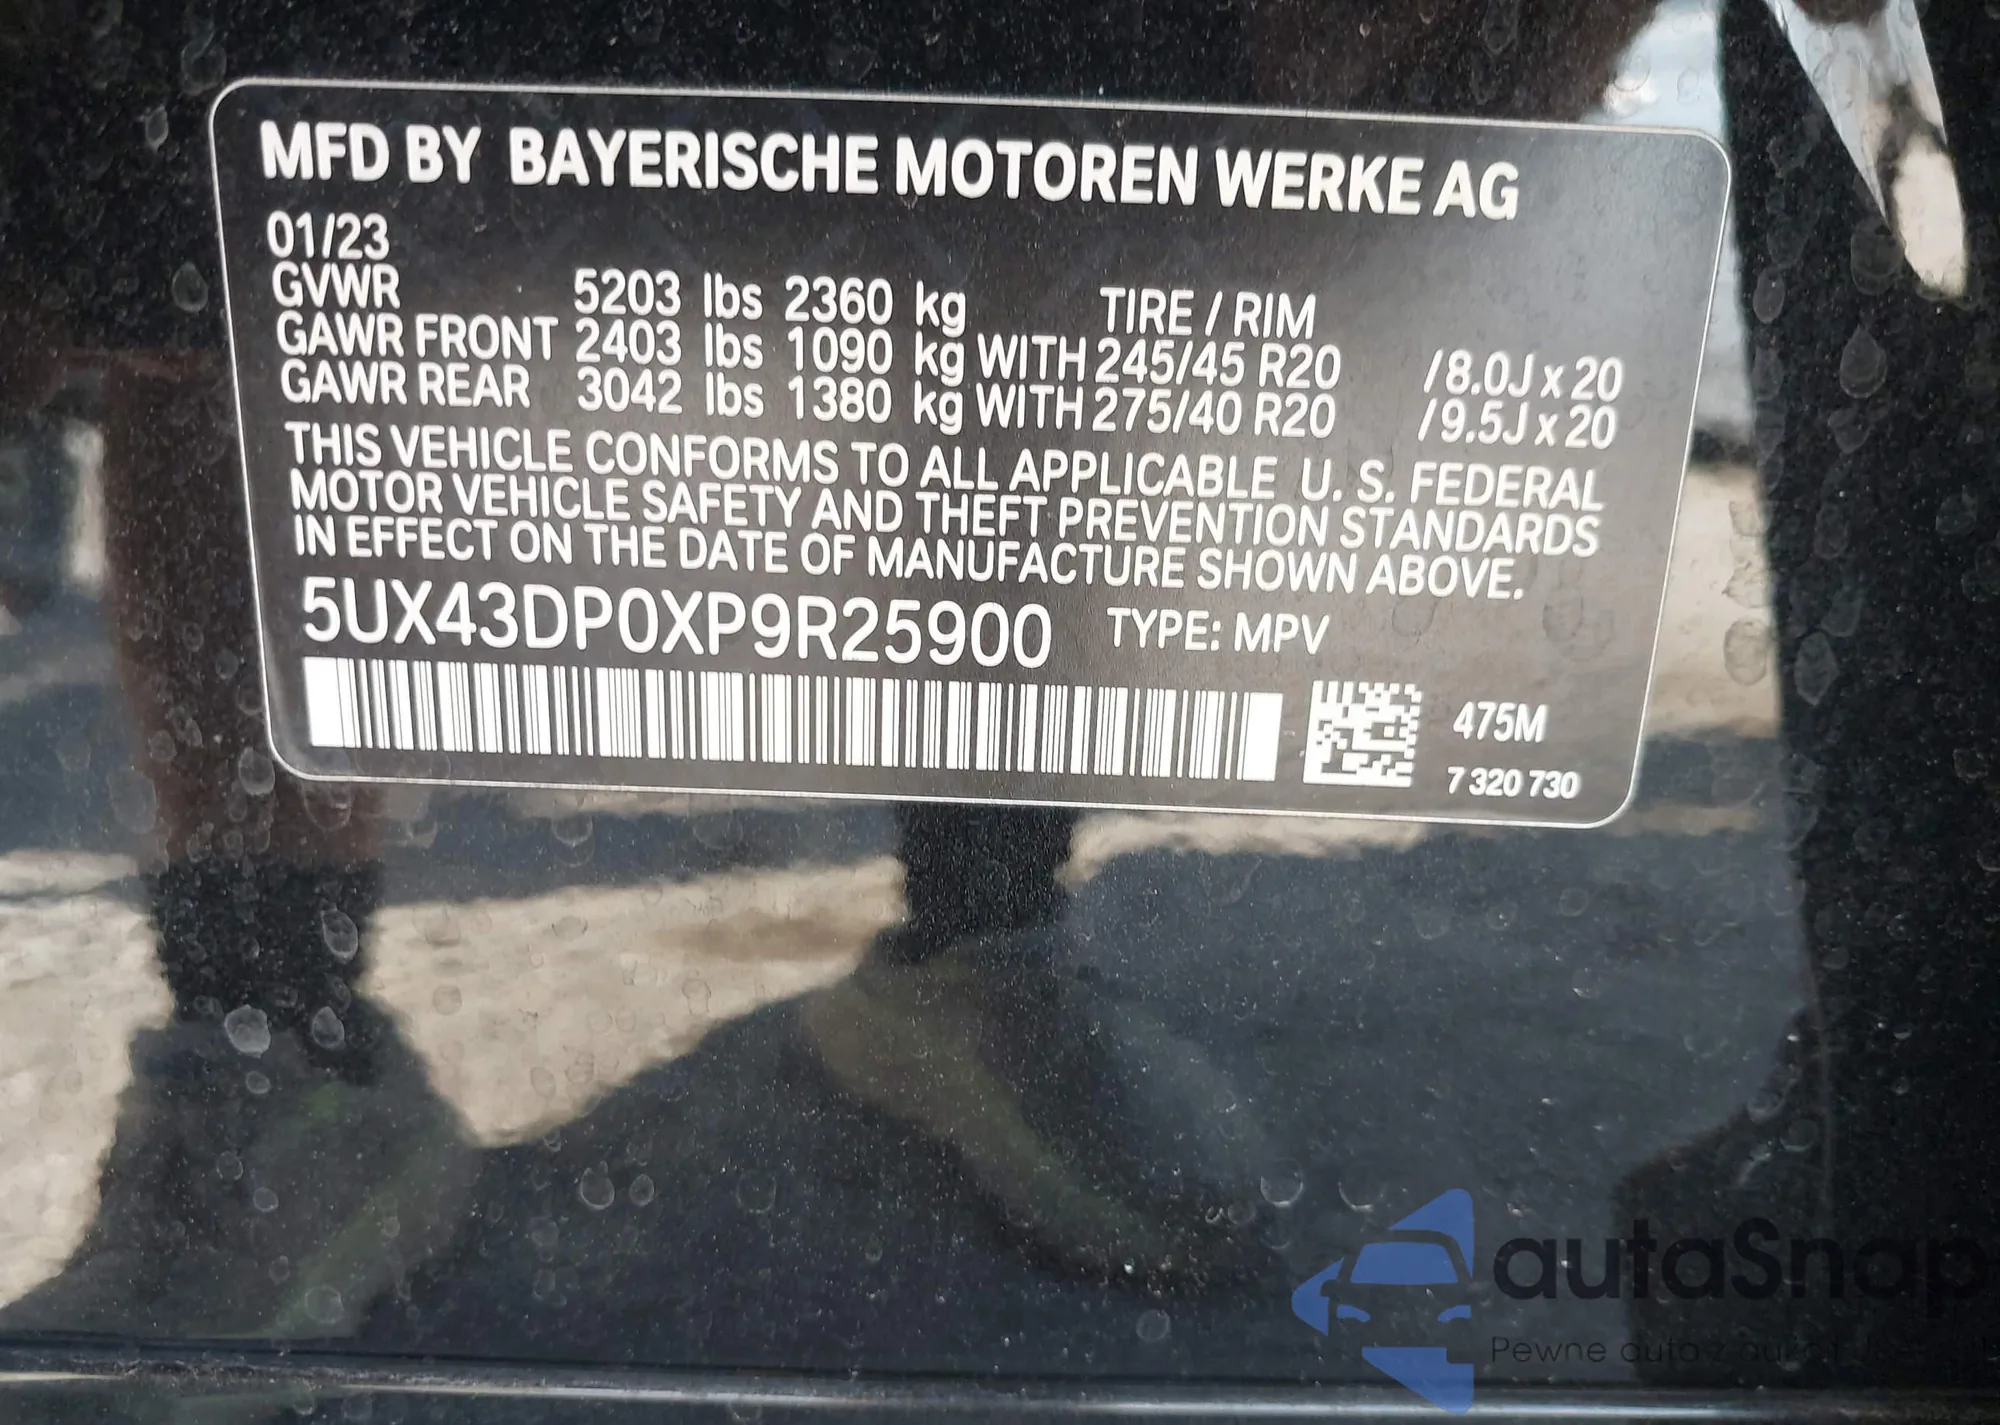 MFD BY BAYERISCHE MOTOREN WERKE AG
01/23
GVWR 5203 lbs 2360 kg TIRE / RIM
GAWR FRONT 2403 lbs 1090 kg WITH 245/45 R20 /8.0J x 20
GAWR REAR 3042 lbs 1380 kg WITH 275/40 R20 /9.5J x 20
THIS VEHICLE CONFORMS TO ALL APPLICABLE U. S. FEDERAL
MOTOR VEHICLE SAFETY AND THEFT PREVENTION STANDARDS
IN EFFECT ON THE DATE OF MANUFACTURE SHOWN ABOVE.
5UX43DP0XP9R25900 TYPE: MPV
475M
7 320 730
autaSnap
Pewne auta z